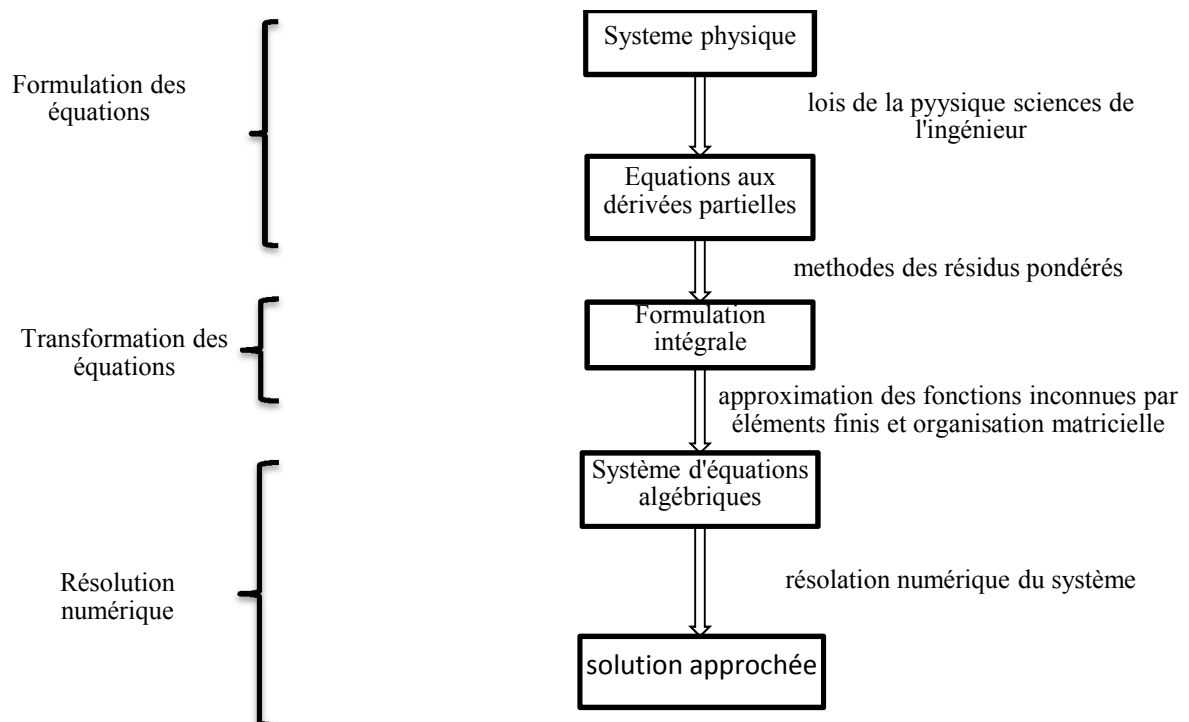 Systeme physique
Formulation des
équations
lois de la pyysique sciences de
l'ingénieur
Equations aux
dérivées partielles
methodes des résidus pondérés
Formulation
intégrale
Transformation des
équations
approximation des fonctions inconnues par
éléments finis et organisation matricielle
Système d'équations
algébriques
Résolution
numérique
résolation numérique du système
solution approchée